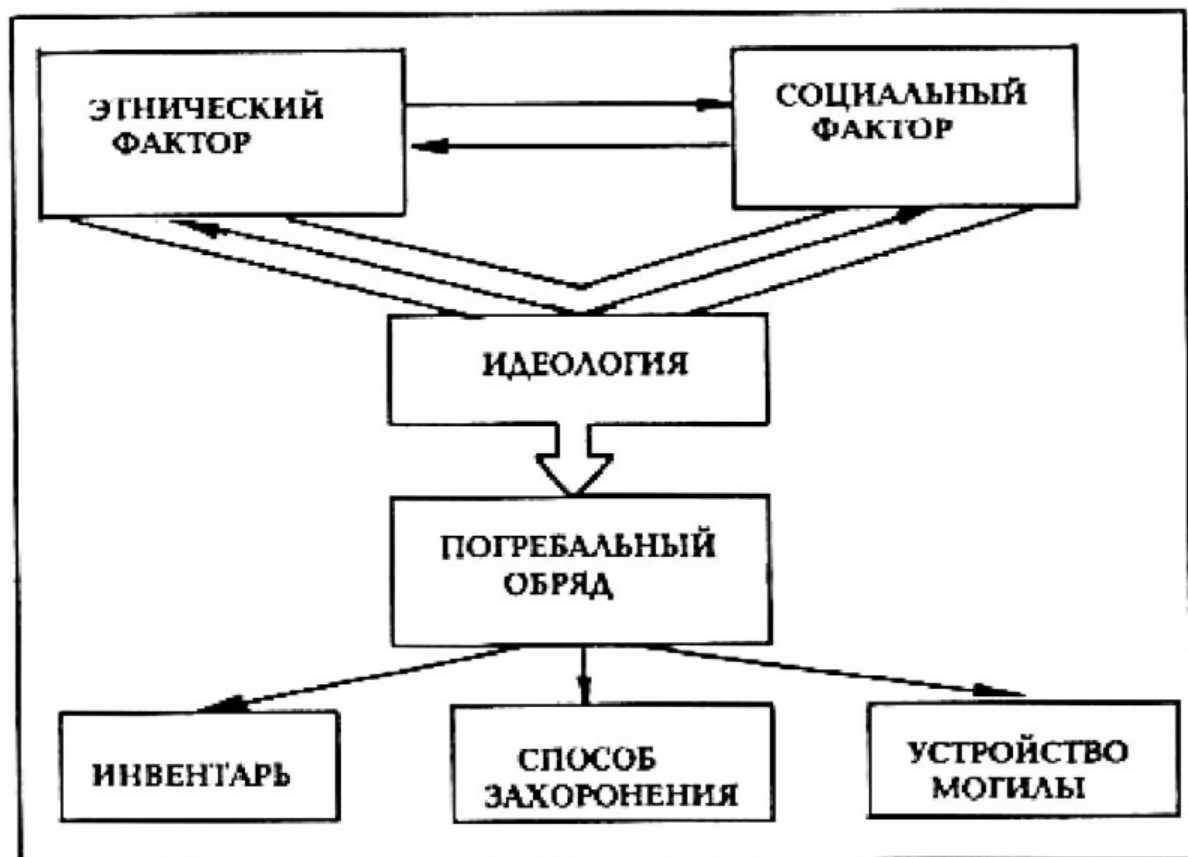 ЭТНИЧЕСКИЙ
ФАКТОР
СОЦИАЛЬНЫЙ
ФАКТОР
ИДЕОЛОГИЯ
ПОГРЕБАЛЬНЫЙ
ОБРЯД
ИНВЕНТАРЬ
СПОСОБ
ЗАХОРОНЕНИЯ
УСТРОЙСТВО
МОГИЛЫ